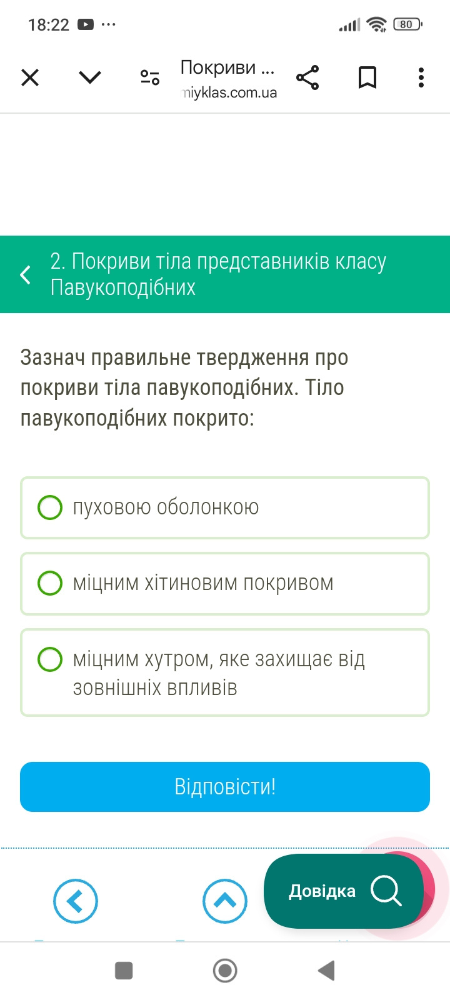 18:22
80
Покриви ...
miyklas.com.ua
2. Покриви тіла представників класу
Павукоподібних
Зазнач правильне твердження про
покриви тіла павукоподібних. Тіло
павукоподібних покрито:
пуховою оболонкою
міцним хітиновим покривом
міцним хутром, яке захищає від
зовнішніх впливів
Відповісти!
Довідка